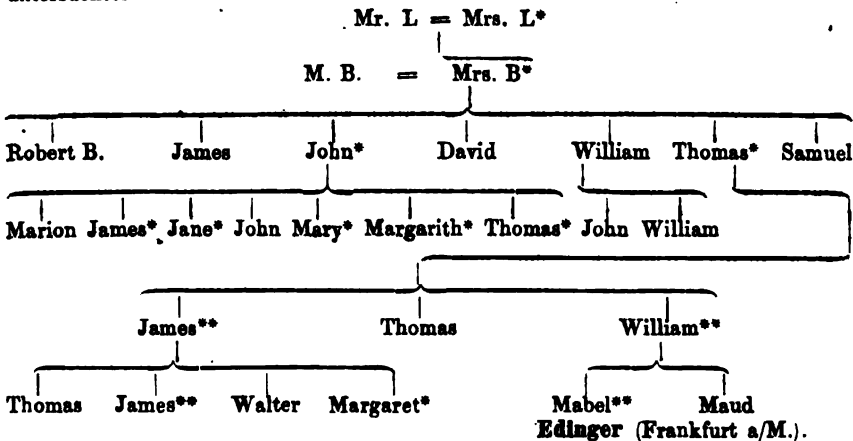 Mr. L = Mrs. L*
M. B. = Mrs. B*
Robert B. James John* David William Thomas* Samuel
Marion James* Jane* John Mary* Margarith* Thomas* John William
James** Thomas William**
Thomas James** Walter Margaret* Mabel** Maud
Edinger (Frankfurt a/M.).